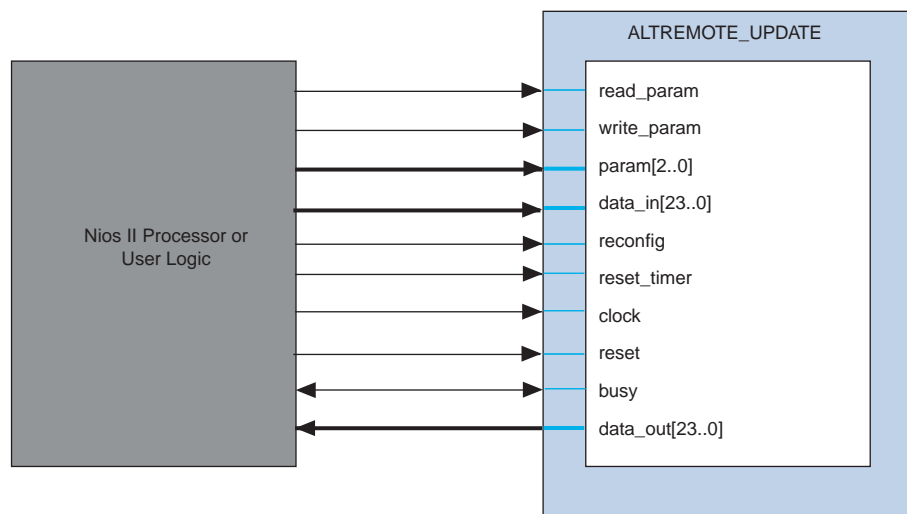 ALTREMOTE_UPDATE
read_param
write_param
param[2..0]
data_in[23..0]
Nios II Processor or
User Logic
reconfig
reset_timer
clock
reset
busy
data_out[23..0]